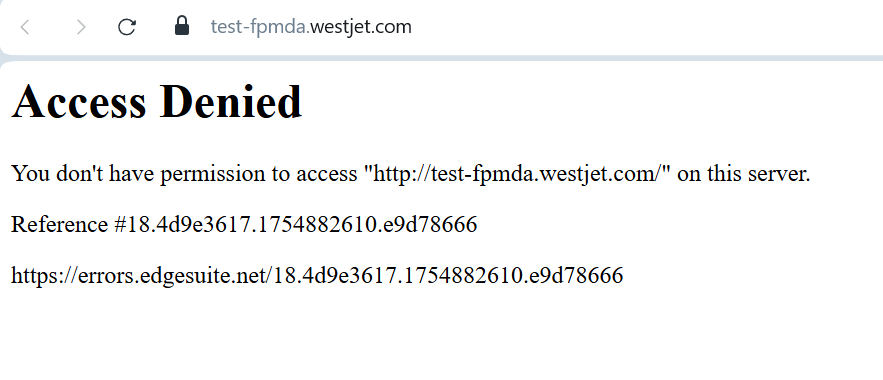 test-fpmda.westjet.com
Access Denied
You don't have permission to access "http://test-fpmda.westjet.com/" on this server.
Reference #18.4d9e3617.1754882610.e9d78666
https://errors.edgesuite.net/18.4d9e3617.1754882610.e9d78666